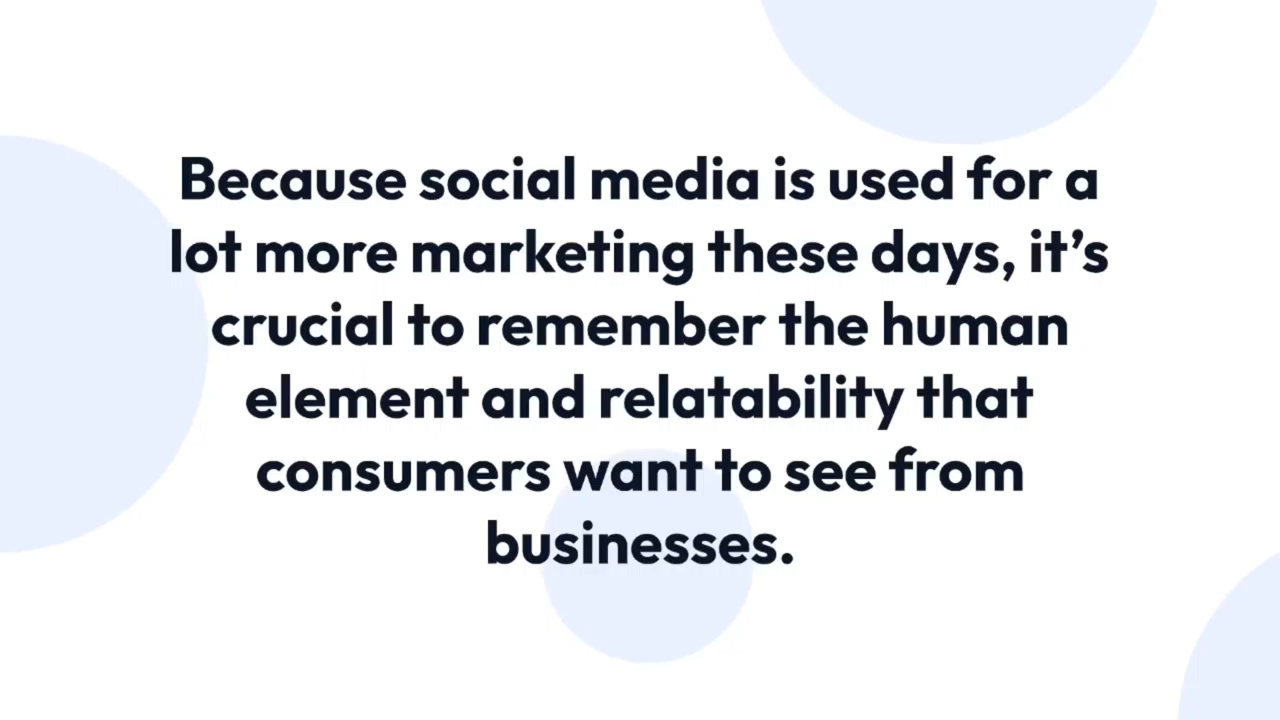 Because social media is used for a
lot more marketing these days, it’s
crucial to remember the human
element and relatability that
consumers want to see from
businesses.